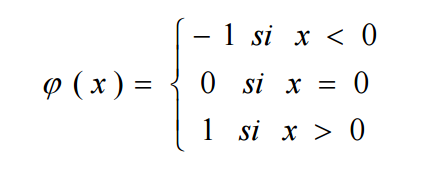 − 1 si x < 0
φ ( x ) = { 0 si x = 0
1 si x > 0